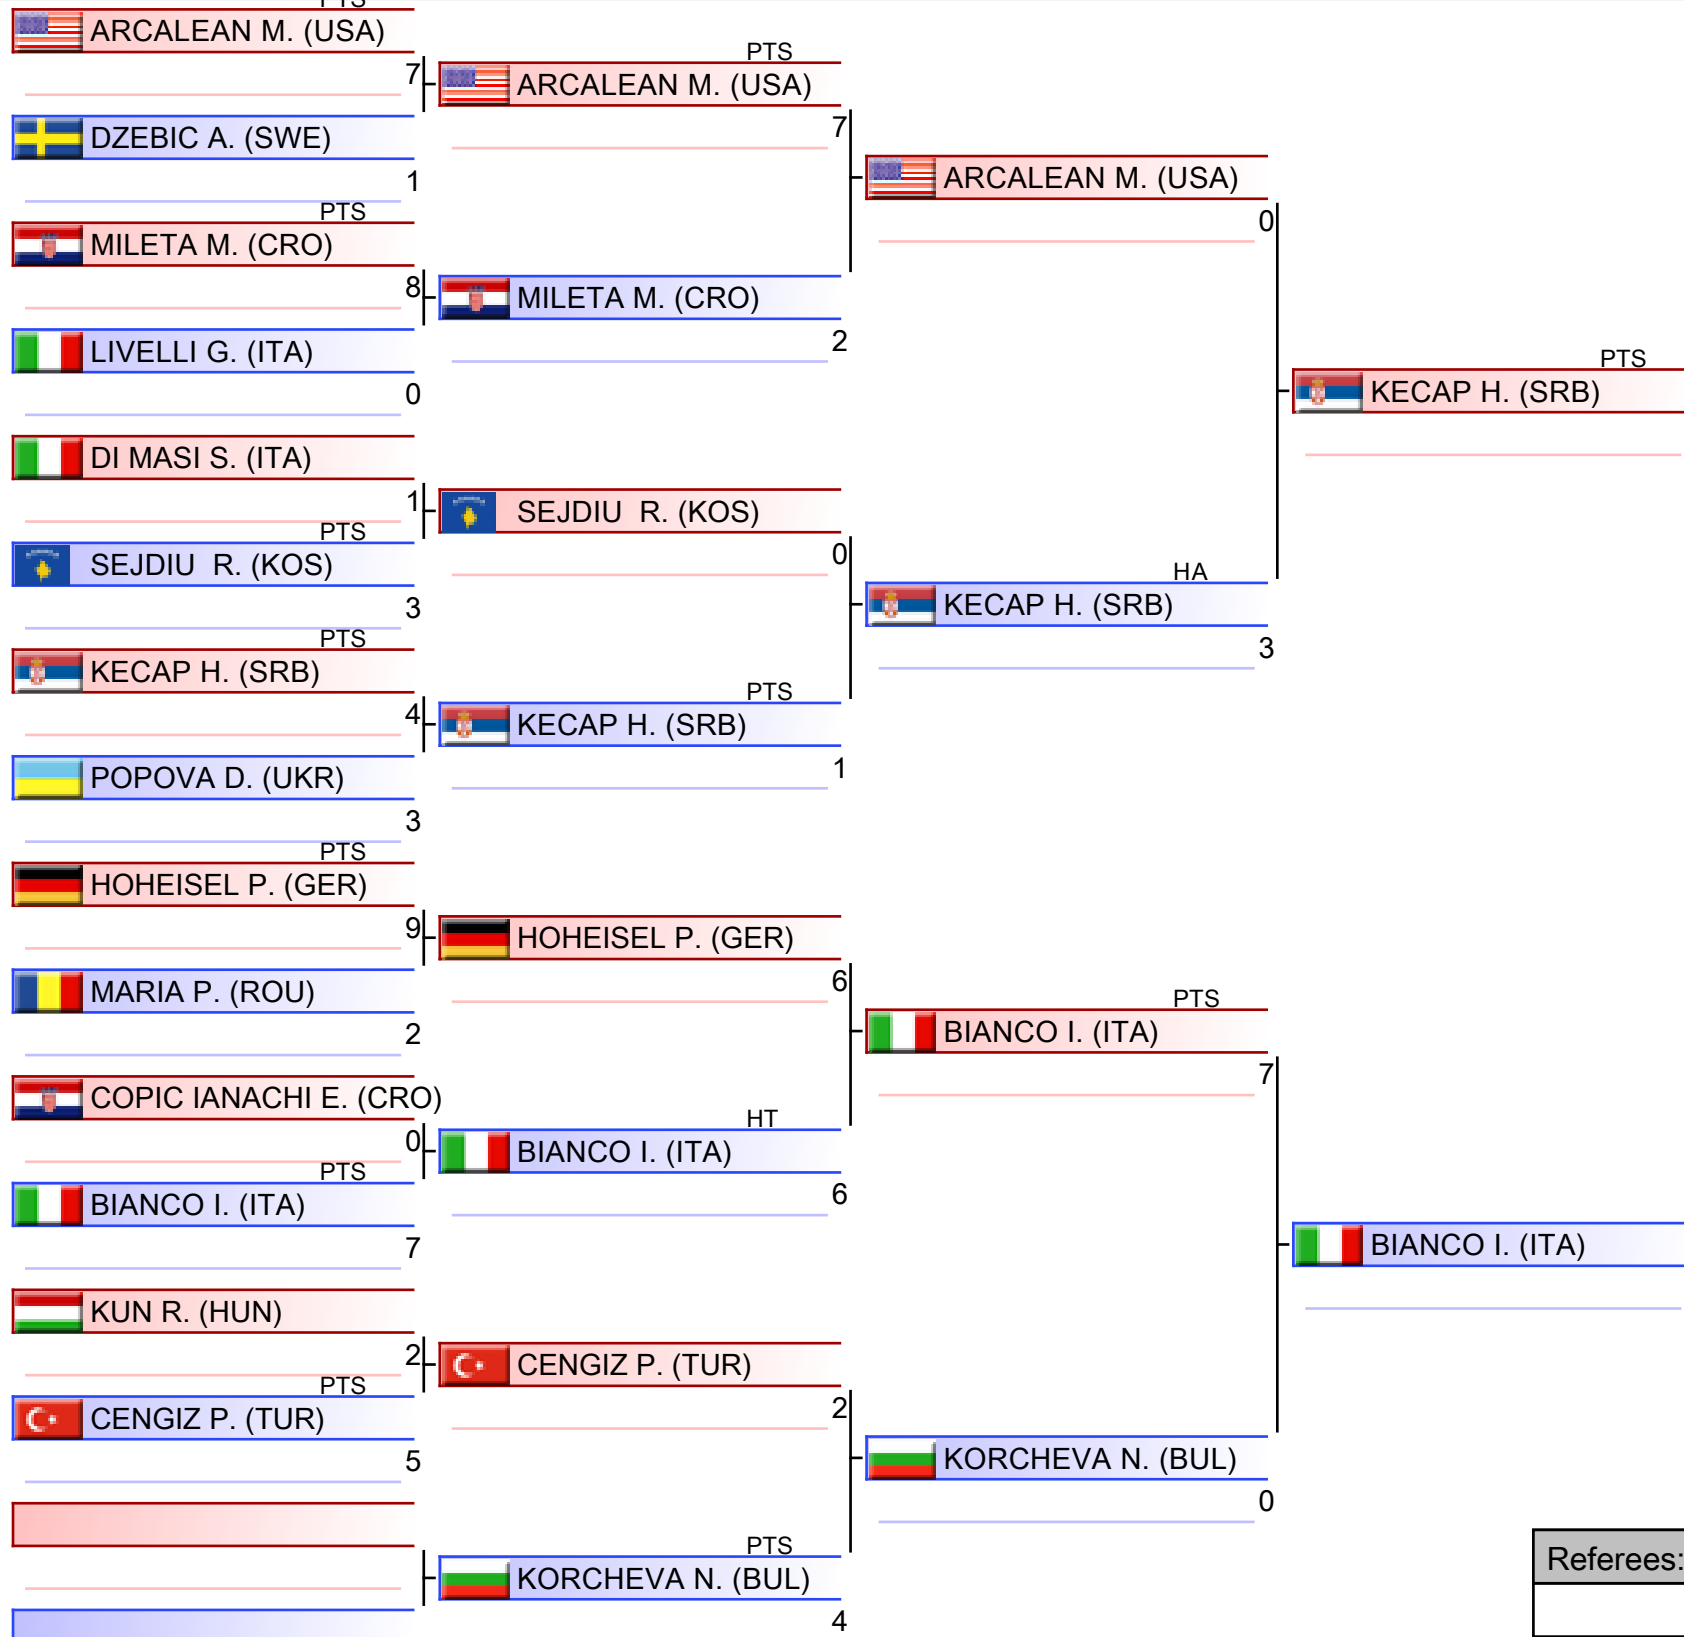 PTS
ARCALEAN M. (USA)
7
DZEBIC A. (SWE)
1
PTS
MILETA M. (CRO)
8
LIVELLI G. (ITA)
0
DI MASI S. (ITA)
1
PTS
SEJDIU  R. (KOS)
3
PTS
KECAP H. (SRB)
4
POPOVA D. (UKR)
3
PTS
HOHEISEL P. (GER)
9
MARIA P. (ROU)
2
COPIC IANACHI E. (CRO)
0
PTS
BIANCO I. (ITA)
7
KUN R. (HUN)
2
PTS
CENGIZ P. (TUR)
5
PTS
ARCALEAN M. (USA)
7
MILETA M. (CRO)
2
SEJDIU  R. (KOS)
0
PTS
KECAP H. (SRB)
1
HOHEISEL P. (GER)
6
HT
BIANCO I. (ITA)
6
CENGIZ P. (TUR)
2
PTS
KORCHEVA N. (BUL)
4
ARCALEAN M. (USA)
0
HA
KECAP H. (SRB)
3
PTS
BIANCO I. (ITA)
7
KORCHEVA N. (BUL)
0
PTS
KECAP H. (SRB)
BIANCO I. (ITA)
Referees: